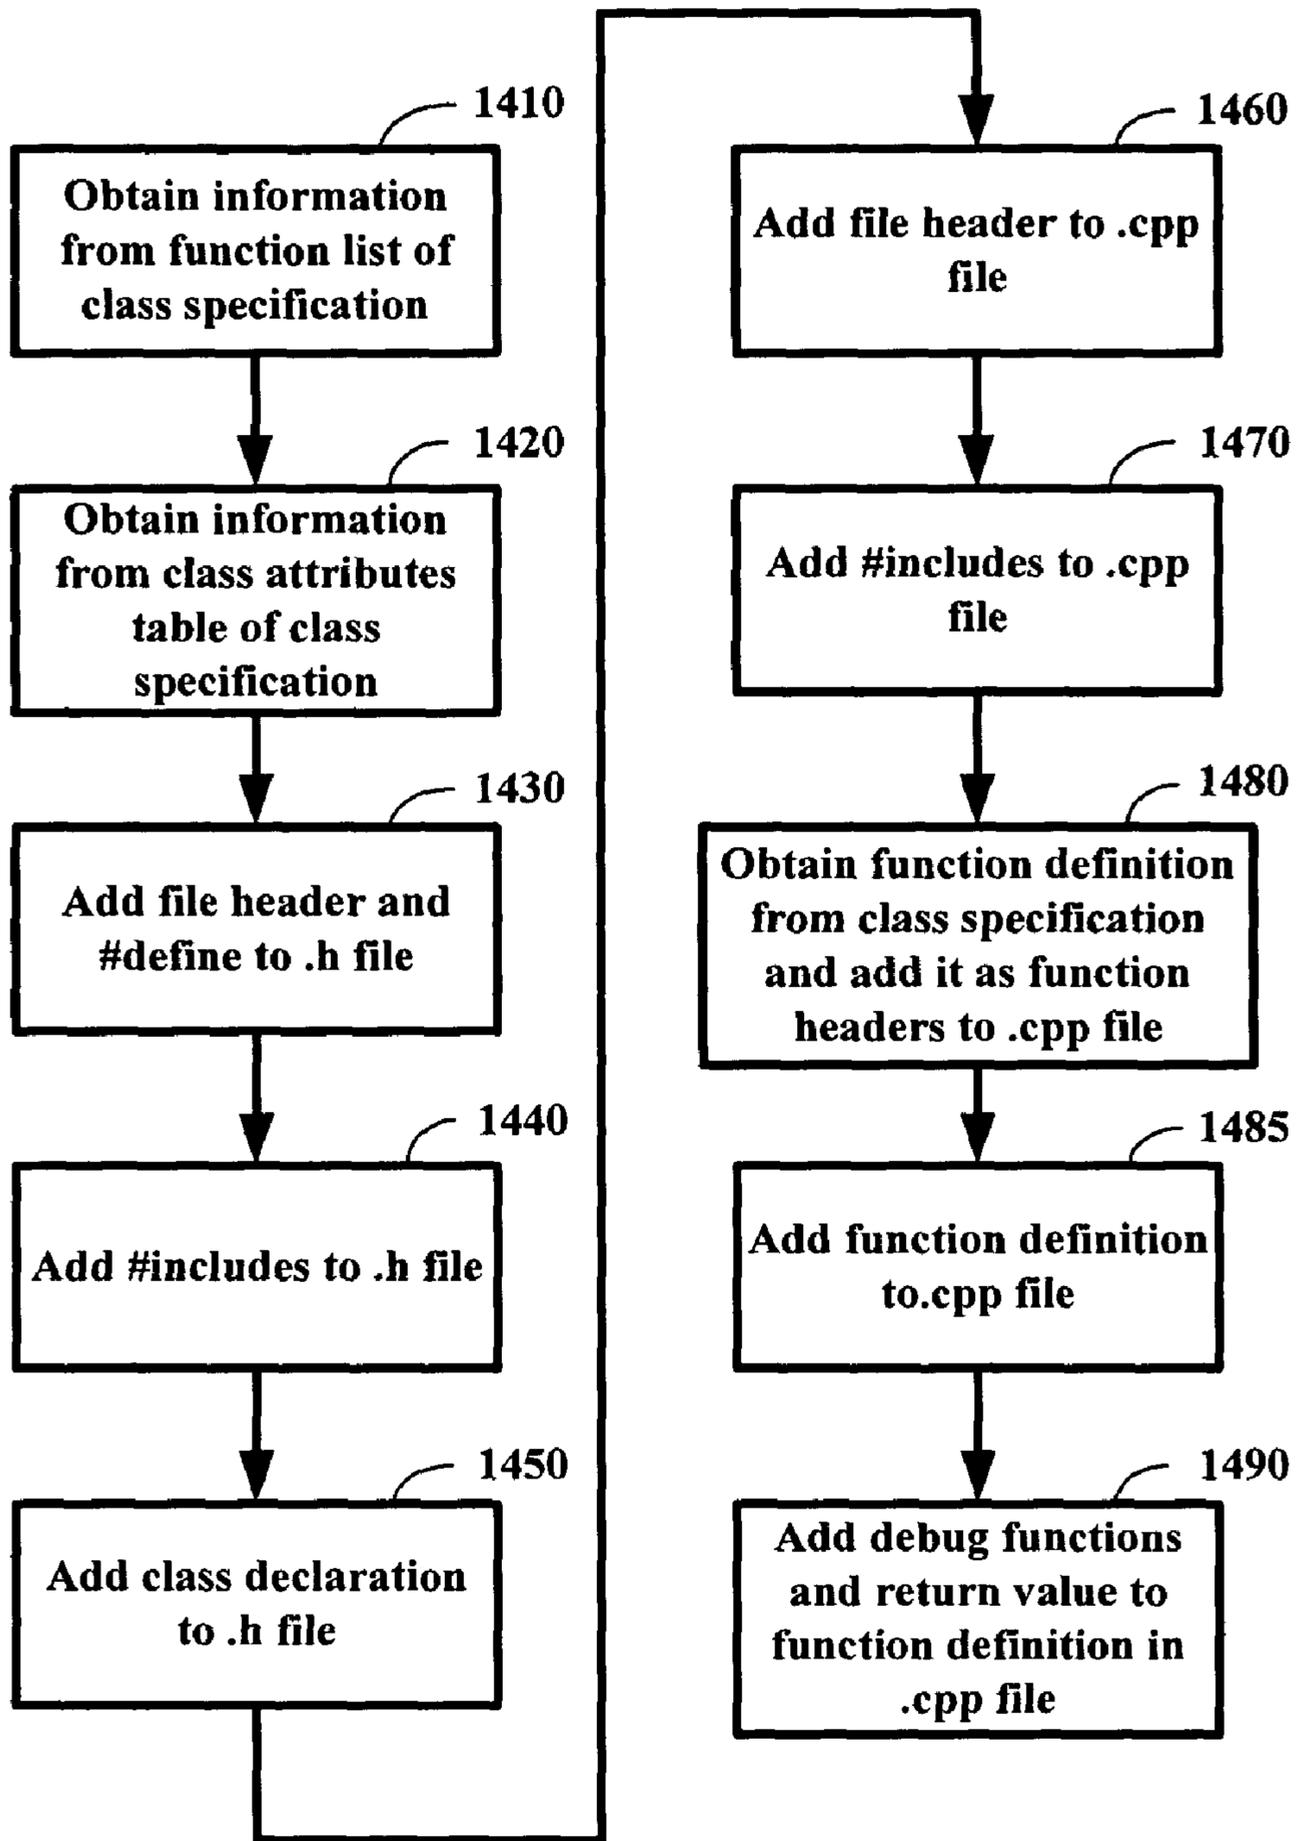 1410
Obtain information
from function list of
class specification
1420
Obtain information
from class attributes
table of class
specification
1430
Add file header and
#define to .h file
1440
Add #includes to .h file
1450
Add class declaration
to .h file
1460
Add file header to .cpp
file
1470
Add #includes to .cpp
file
1480
Obtain function definition
from class specification
and add it as function
headers to .cpp file
1485
Add function definition
to.cpp file
1490
Add debug functions
and return value to
function definition in
.cpp file